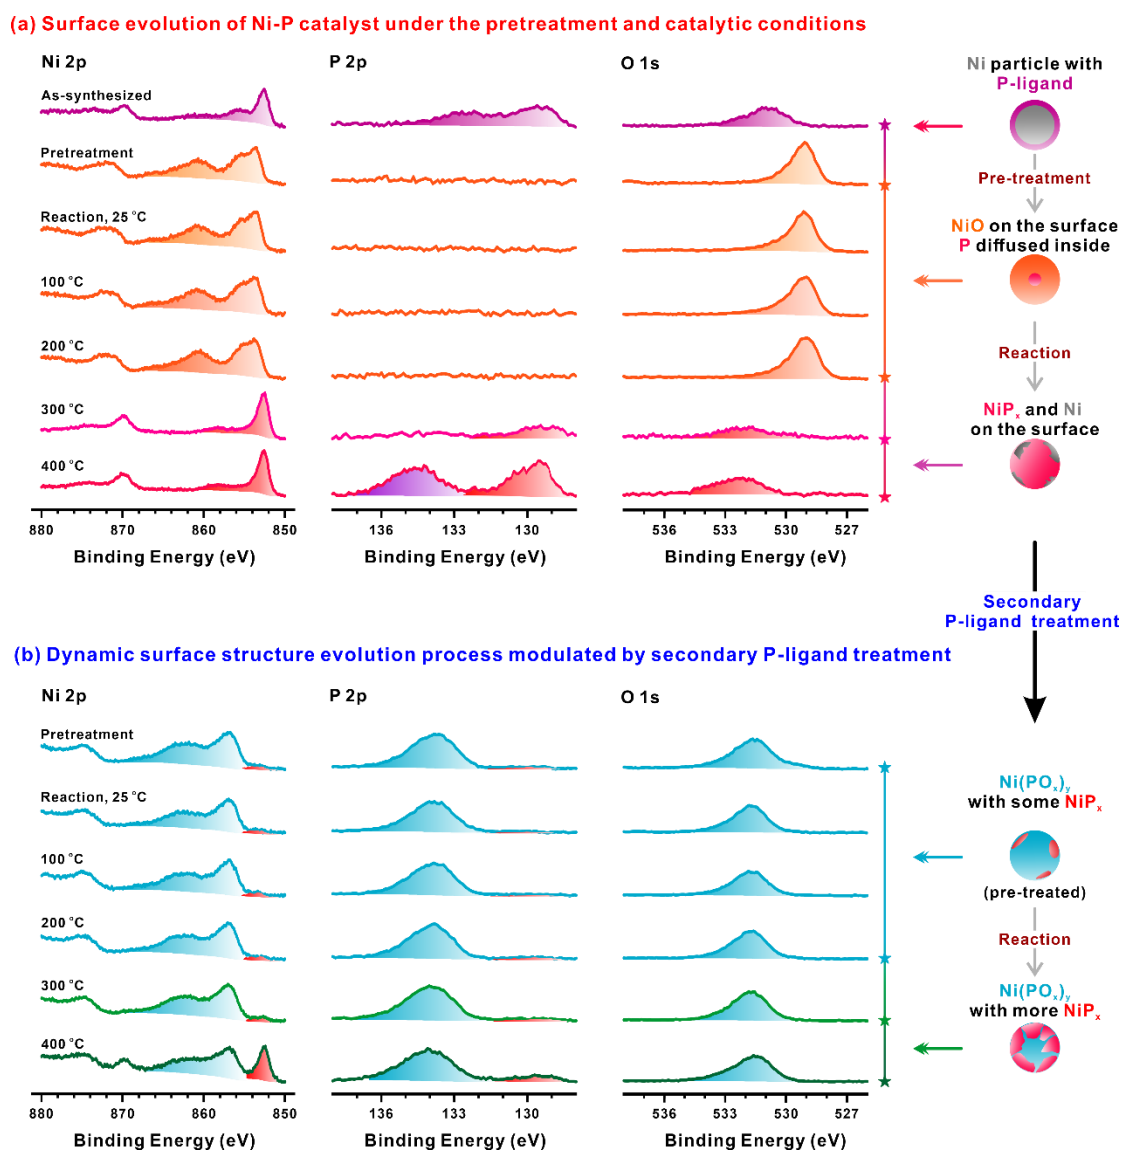 (a) Surface evolution of Ni-P catalyst under the pretreatment and catalytic conditions
Ni 2p
P 2p
O 1s
As-synthesized
Pretreatment
Reaction, 25 °C
100 °C
200 °C
300 °C
400 °C
880 870 860 850
136 133 130
536 533 530 527
Binding Energy (eV)
Binding Energy (eV)
Binding Energy (eV)
Ni particle with
P-ligand
Pre-treatment
NiO on the surface
P diffused inside
Reaction
NiPₓ and Ni
on the surface
Secondary
P-ligand treatment
(b) Dynamic surface structure evolution process modulated by secondary P-ligand treatment
Ni 2p
P 2p
O 1s
Pretreatment
Reaction, 25 °C
100 °C
200 °C
300 °C
400 °C
880 870 860 850
136 133 130
536 533 530 527
Binding Energy (eV)
Binding Energy (eV)
Binding Energy (eV)
Ni(POₓ)ᵧ
with some NiPₓ
(pre-treated)
Reaction
Ni(POₓ)ᵧ
with more NiPₓ